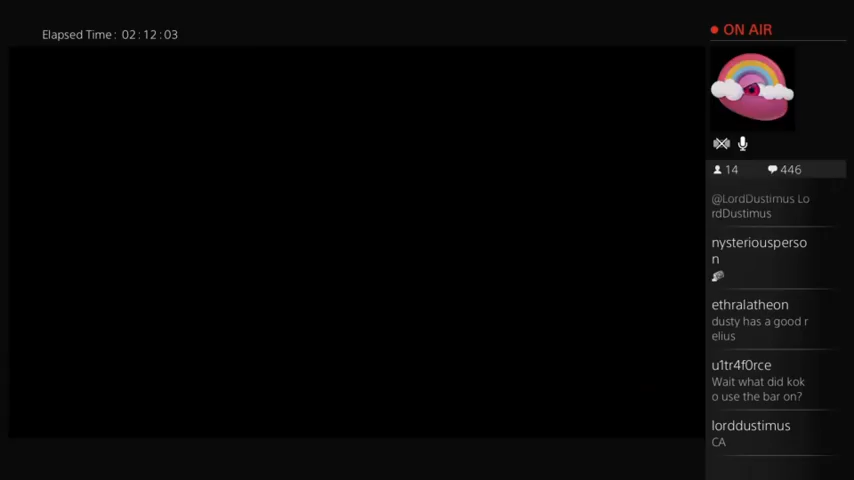 Elapsed Time: 02:12:03
ON AIR
14 446
@LordDustimus Lo
rdDustimus
nysteriousperso
n
ethralatheon
dusty has a good r
elius
u1tr4f0rce
Wait what did kok
o use the bar on?
lorddustimus
CA